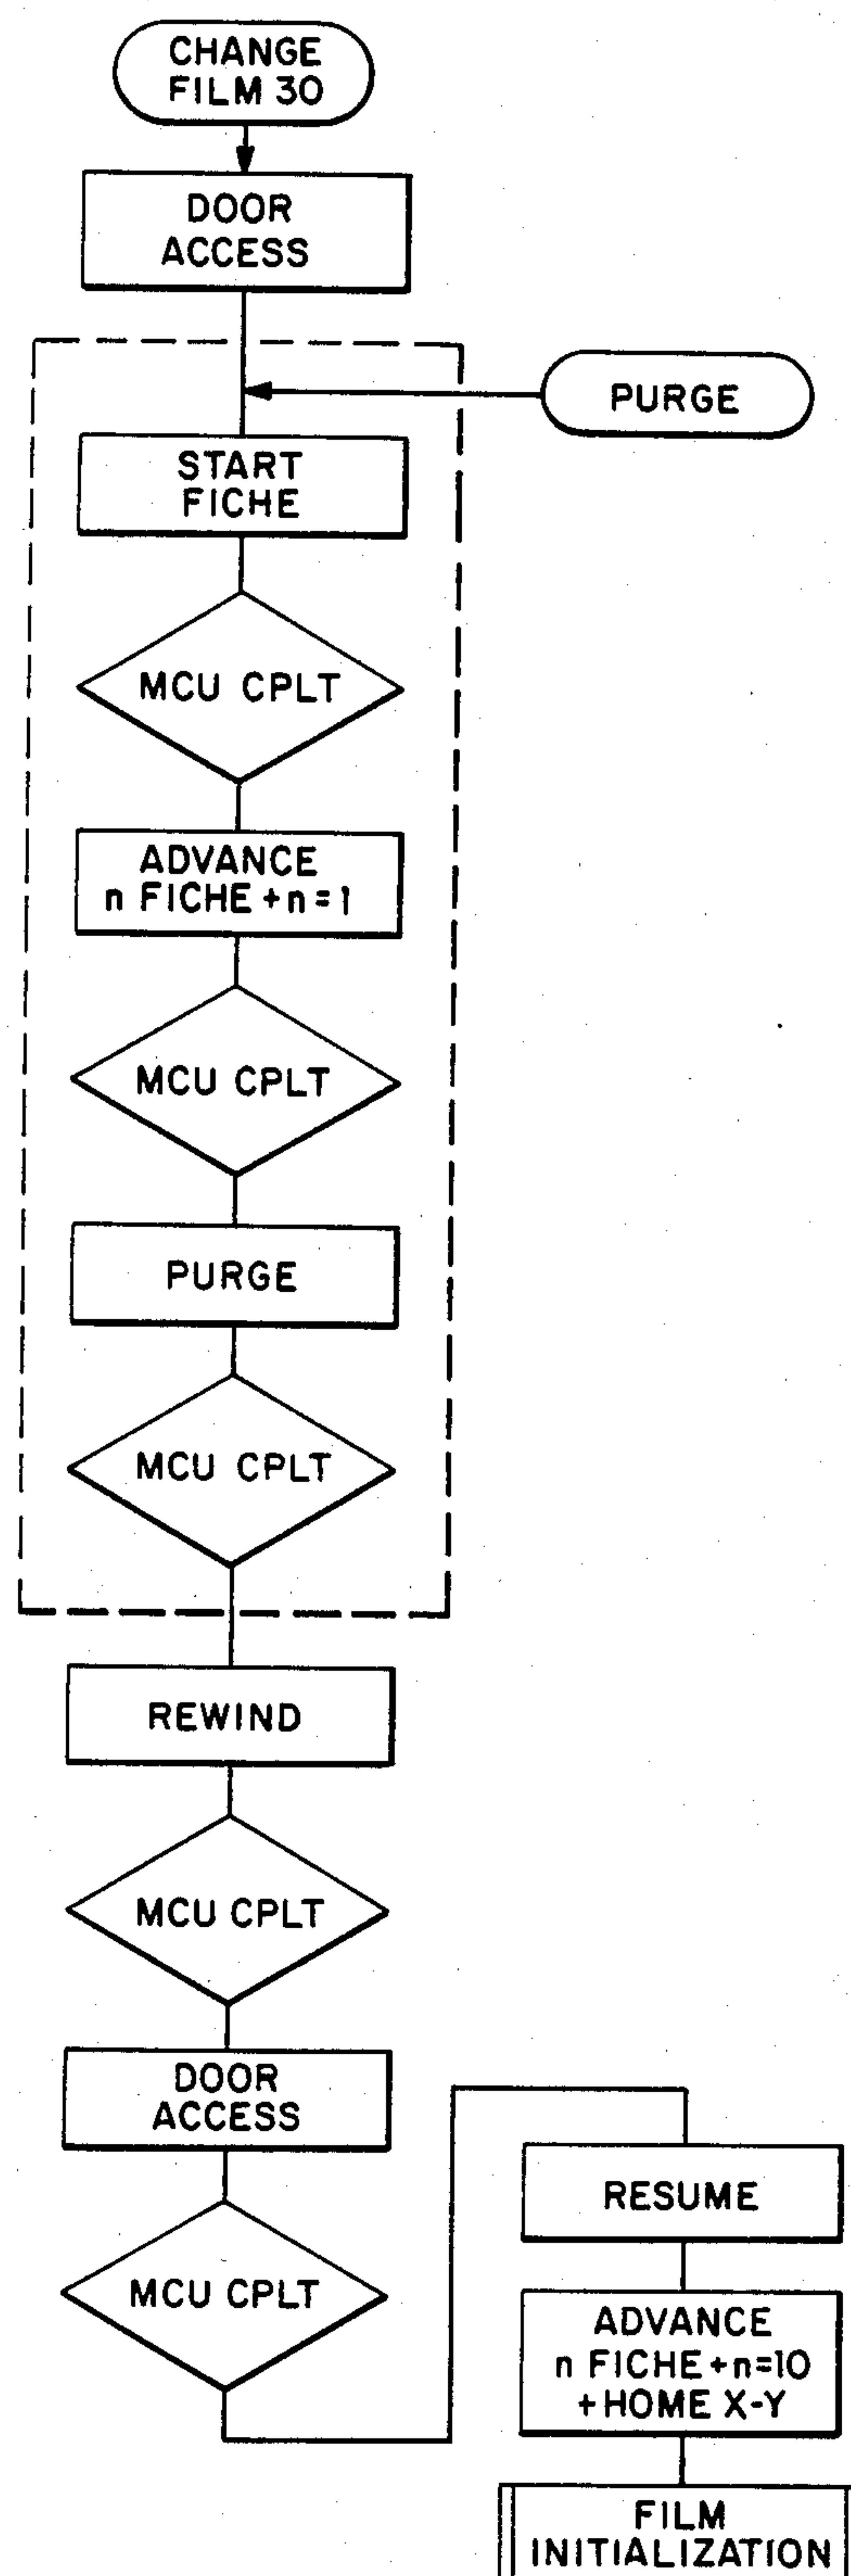 CHANGE
FILM 30
DOOR
ACCESS
PURGE
START
FICHE
MCU CPLT
ADVANCE
n FICHE + n = 1
MCU CPLT
PURGE
MCU CPLT
REWIND
MCU CPLT
DOOR
ACCESS
MCU CPLT
RESUME
ADVANCE
n FICHE + n=10
+ HOME X-Y
FILM
INITIALIZATION